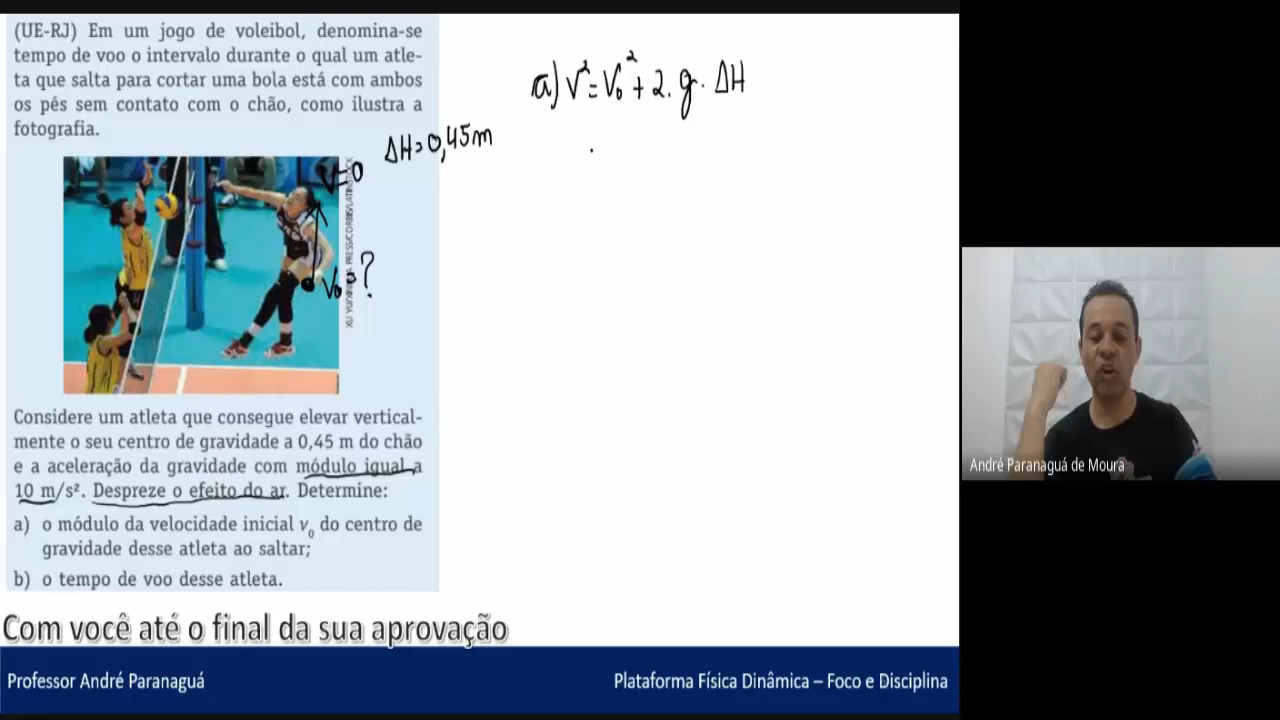 (UE-RJ) Em um jogo de voleibol, denomina-se
tempo de voo o intervalo durante o qual um atle-
ta que salta para cortar uma bola está com ambos
os pés sem contato com o chão, como ilustra a
fotografia.
ΔH=0,45m
V=0
V₀=?
Considere um atleta que consegue elevar vertical-
mente o seu centro de gravidade a 0,45 m do chão
e a aceleração da gravidade com módulo igual a
10 m/s². Despreze o efeito do ar. Determine:
a) o módulo da velocidade inicial v₀ do centro de
gravidade desse atleta ao saltar;
b) o tempo de voo desse atleta.
a) V²=V₀²+2.g.ΔH
André Paranaguá de Moura
Com você até o final da sua aprovação
Professor André Paranaguá
Plataforma Física Dinâmica – Foco e Disciplina